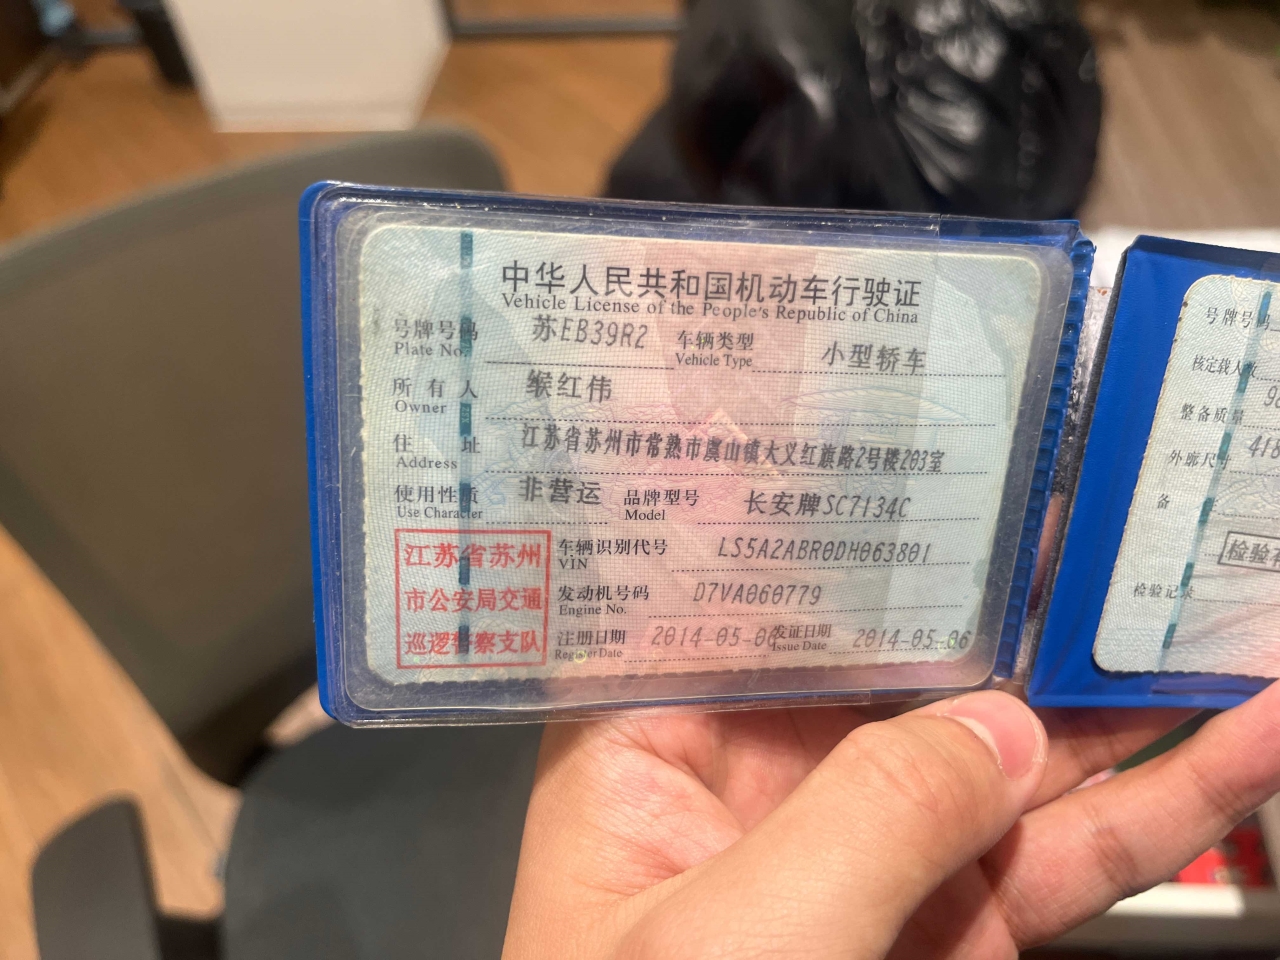 中华人民共和国机动车行驶证
Vehicle License of the People's Republic of China
号牌号码 苏EB39R2 车辆类型 小型轿车
Plate No. Vehicle Type
所有人 缑红伟
Owner
住址 江苏省苏州市常熟市虞山镇大义红旗路2号楼203室
Address
使用性质 非营运 品牌型号 长安牌SC7134C
Use Character Model
江苏省苏州
市公安局交通
巡逻警察支队
车辆识别代号 LS5A2ABR0DH063801
VIN
发动机号码 D7VA060779
Engine No.
注册日期 2014-05-06 发证日期 2014-05-06
Register Date Issue Date
号牌号
核定载人数
整备质量
外廓尺寸 418
备
检验
检验记录